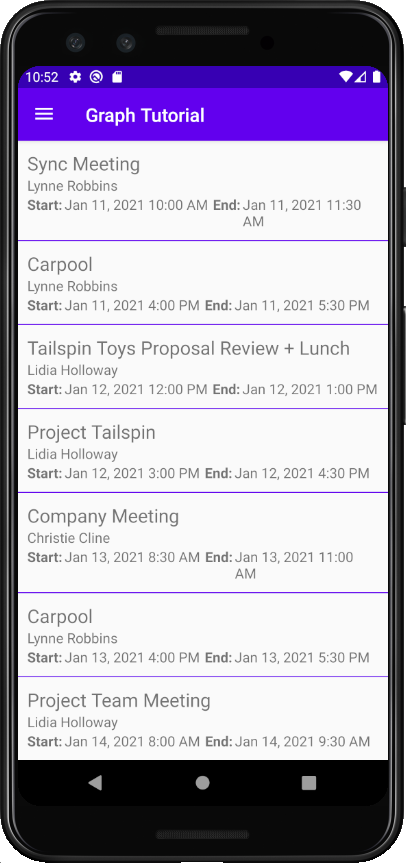 10:52
Graph Tutorial
Sync Meeting
Lynne Robbins
Start: Jan 11, 2021 10:00 AM End: Jan 11, 2021 11:30
AM
Carpool
Lynne Robbins
Start: Jan 11, 2021 4:00 PM End: Jan 11, 2021 5:30 PM
Tailspin Toys Proposal Review + Lunch
Lidia Holloway
Start: Jan 12, 2021 12:00 PM End: Jan 12, 2021 1:00 PM
Project Tailspin
Lidia Holloway
Start: Jan 12, 2021 3:00 PM End: Jan 12, 2021 4:30 PM
Company Meeting
Christie Cline
Start: Jan 13, 2021 8:30 AM End: Jan 13, 2021 11:00
AM
Carpool
Lynne Robbins
Start: Jan 13, 2021 4:00 PM End: Jan 13, 2021 5:30 PM
Project Team Meeting
Lidia Holloway
Start: Jan 14, 2021 8:00 AM End: Jan 14, 2021 9:30 AM